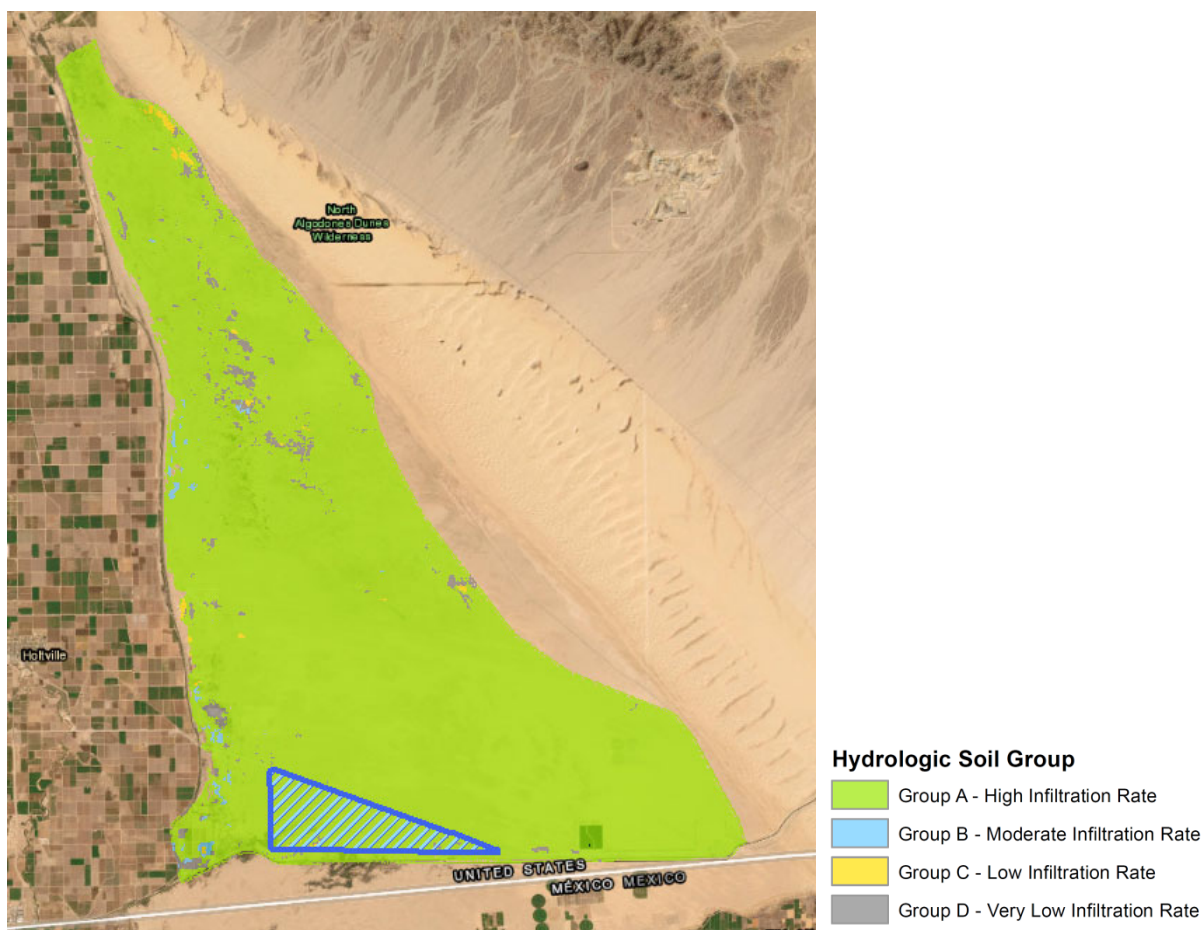 North
Algodones Dunes
Wilderness
Holtville
UNITED STATES
MÉXICO MEXICO
Hydrologic Soil Group
Group A - High Infiltration Rate
Group B - Moderate Infiltration Rate
Group C - Low Infiltration Rate
Group D - Very Low Infiltration Rate